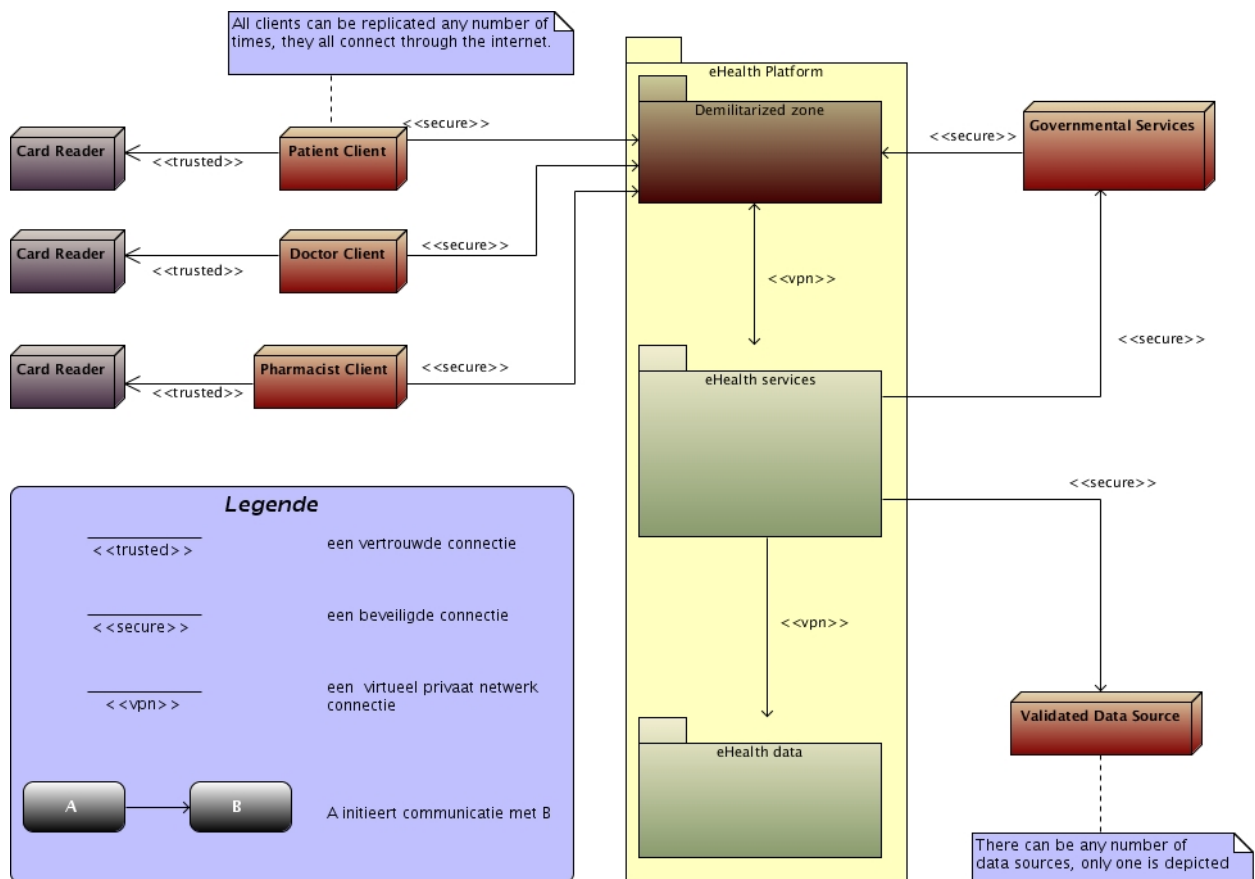 All clients can be replicated any number of
times, they all connect through the internet.
eHealth Platform
Demilitarized zone
Governmental Services
<<secure>>
<<secure>>
Card Reader
<<trusted>>
Patient Client
Card Reader
<<trusted>>
Doctor Client
<<secure>>
<<vpn>>
<<secure>>
Card Reader
<<trusted>>
Pharmacist Client
<<secure>>
eHealth services
<<secure>>
Legende
<<trusted>>
een vertrouwde connectie
<<secure>>
een beveiligde connectie
<<vpn>>
een virtueel privaat netwerk
connectie
A
B
A initieert communicatie met B
<<vpn>>
eHealth data
Validated Data Source
There can be any number of
data sources, only one is depicted